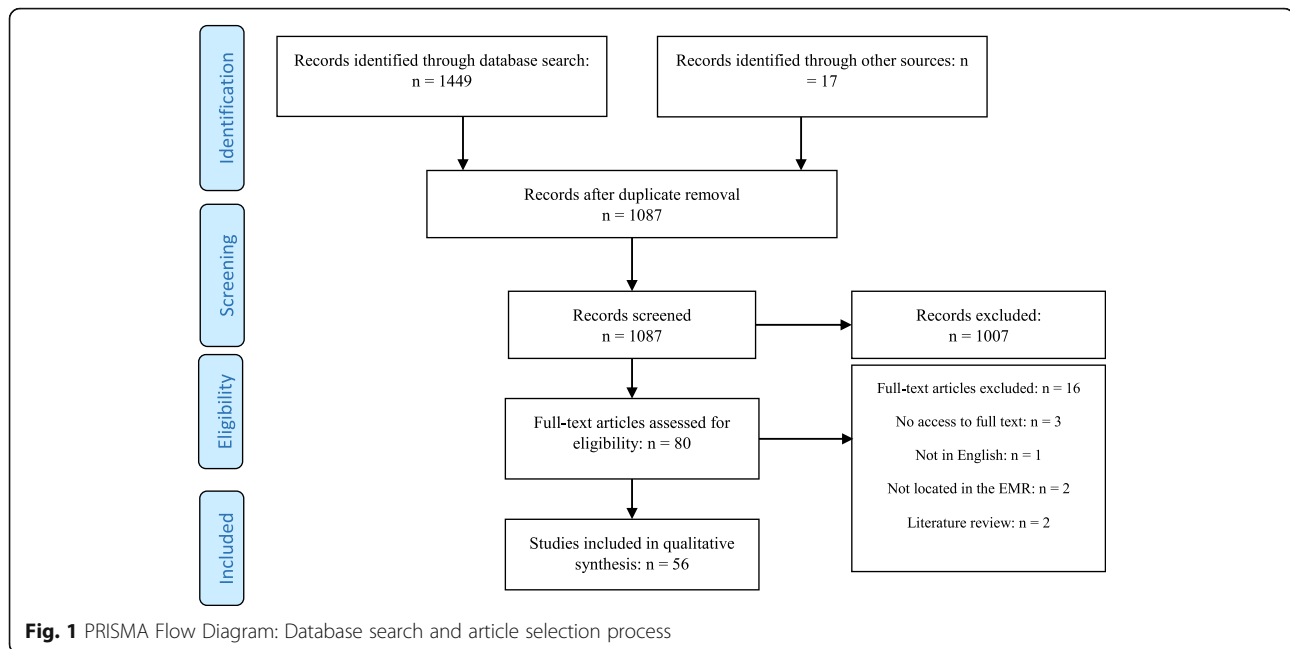 Identification
Records identified through database search:
n = 1449
Records identified through other sources: n
= 17
Records after duplicate removal
n = 1087
Screening
Records screened
n = 1087
Records excluded:
n = 1007
Eligibility
Full-text articles assessed for
eligibility: n = 80
Full-text articles excluded: n = 16
No access to full text: n = 3
Not in English: n = 1
Not located in the EMR: n = 2
Literature review: n = 2
Included
Studies included in qualitative
synthesis: n = 56
Fig. 1 PRISMA Flow Diagram: Database search and article selection process